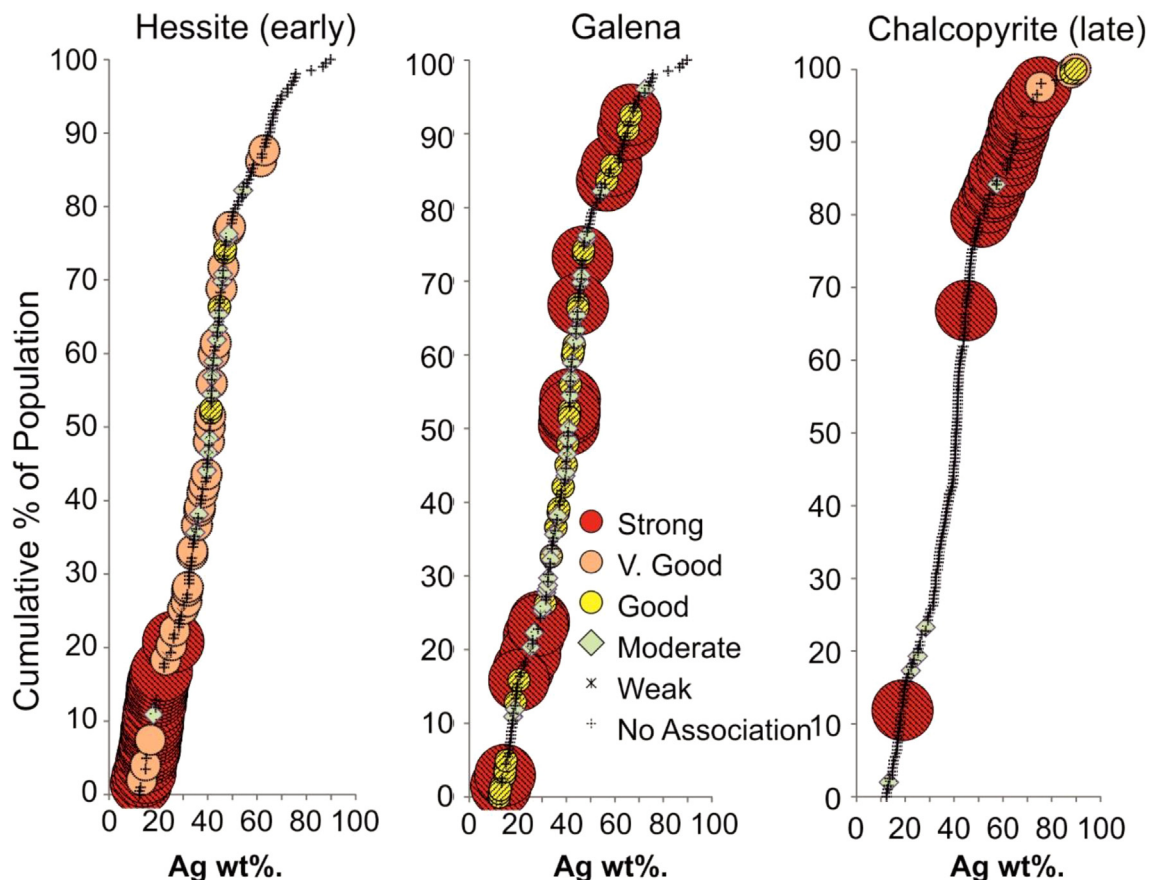 Hessite (early)
Galena
Chalcopyrite (late)
Cumulative % of Population
100
90
80
70
60
50
40
30
20
10
0
0 20 40 60 80 100
Ag wt%.
100
90
80
70
60
50
40
30
20
10
0
0 20 40 60 80 100
Ag wt%.
Strong
V. Good
Good
Moderate
Weak
No Association
100
90
80
70
60
50
40
30
20
10
0
0 20 40 60 80 100
Ag wt%.